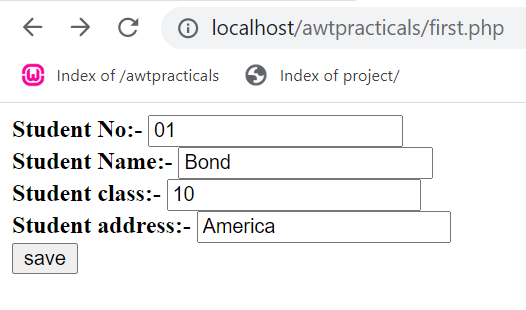 localhost/awtpracticals/first.php
Index of /awtpracticals Index of project/
Student No:- 01
Student Name:- Bond
Student class:- 10
Student address:- America
save